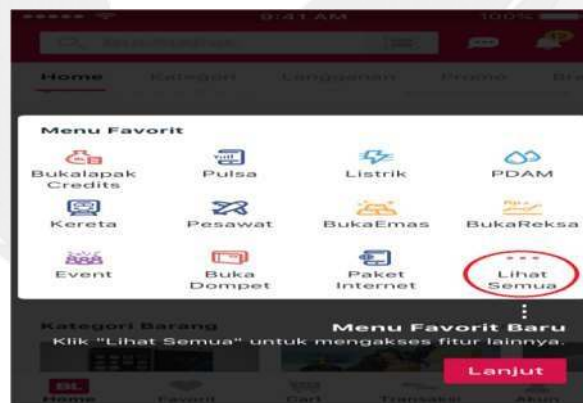 9:41 AM 100%
Home Kategori Langganan Promo
Menu Favorit
Bukalapak Credits
Pulsa
Listrik
PDAM
Kereta
Pesawat
BukaEmas
BukaReksa
Event
Buka Dompet
Paket Internet
Lihat Semua
Kategori Barang
Menu Favorit Baru
Klik "Lihat Semua" untuk mengakses fitur lainnya.
Lanjut
BL
Home Favorit Cart Transaksi Akun